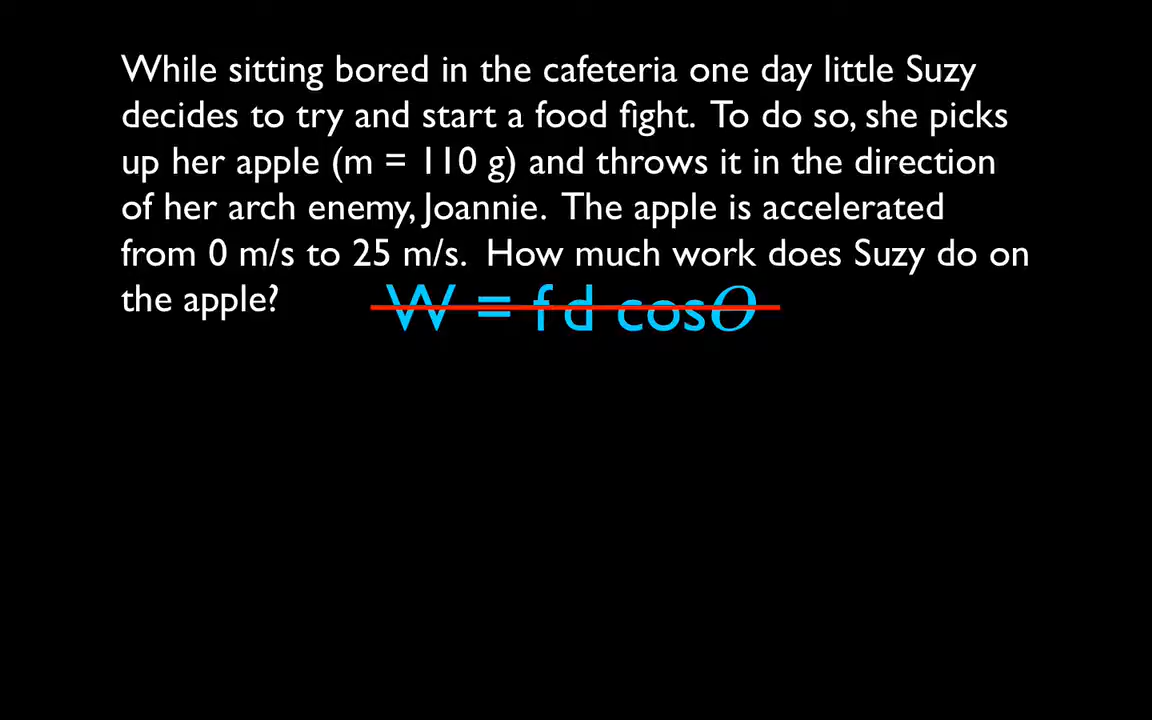 While sitting bored in the cafeteria one day little Suzy
decides to try and start a food fight.  To do so, she picks
up her apple (m = 110 g) and throws it in the direction
of her arch enemy, Joannie.  The apple is accelerated
from 0 m/s to 25 m/s.  How much work does Suzy do on
the apple?
W = f d cosO